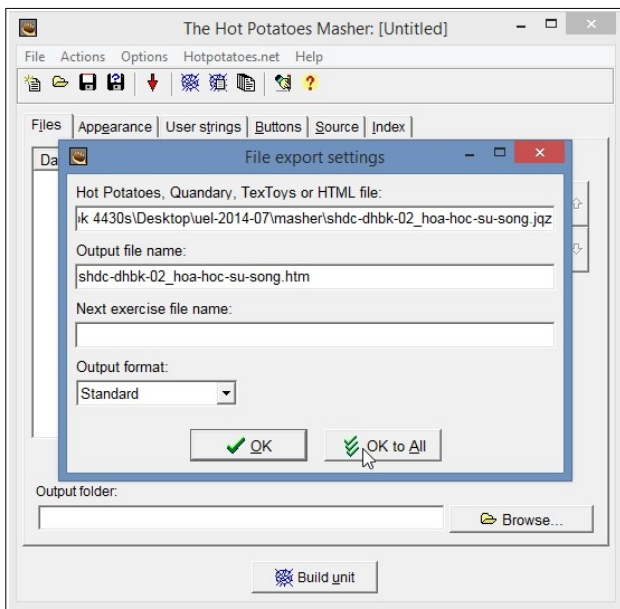 The Hot Potatoes Masher: [Untitled]
File Actions Options Hotpotatoes.net Help
Files Appearance User strings Buttons Source Index
Da
File export settings
Hot Potatoes, Quandary, TexToys or HTML file:
ok 4430s\Desktop\uel-2014-07\masher\shdc-dhbk-02_hoa-hoc-su-song.jqz
Output file name:
shdc-dhbk-02_hoa-hoc-su-song.htm
Next exercise file name:
Output format:
Standard
OK OK to All
Output folder:
Browse...
Build unit